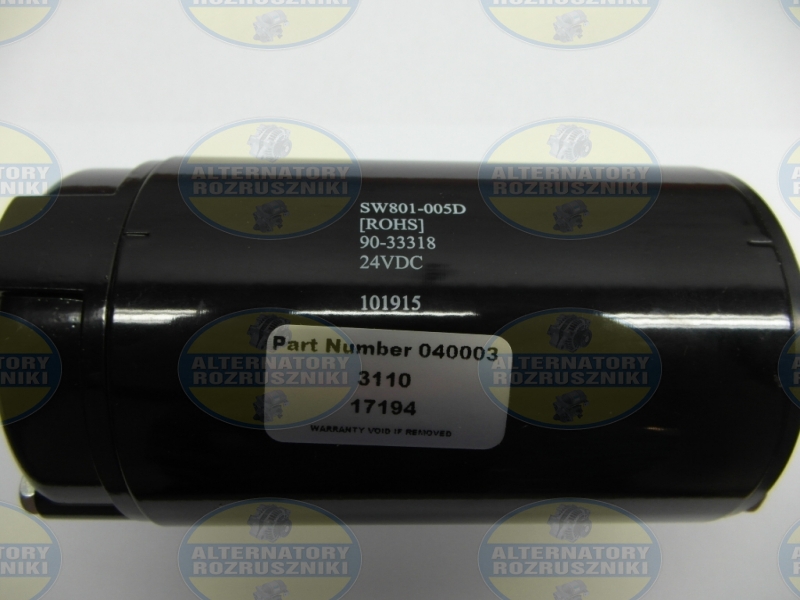 SW801-005D
[ROHS]
90-33318
24VDC
101915
Part Number 040003
3110
17194
WARRANTY VOID IF REMOVED
ALTERNATORY
ROZRUSZNIKI